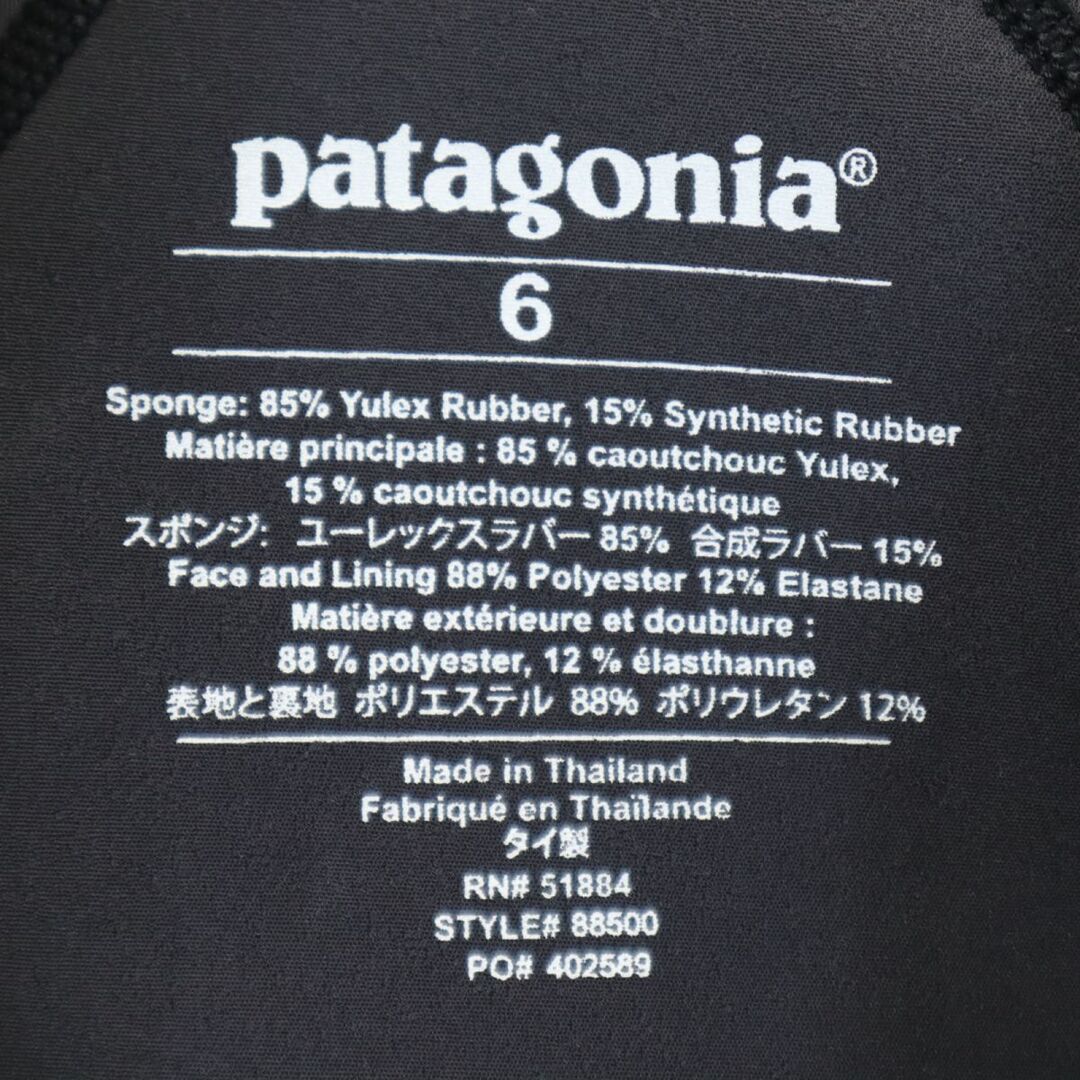 patagonia®
6
Sponge: 85% Yulex Rubber, 15% Synthetic Rubber
Matière principale : 85 % caoutchouc Yulex,
15 % caoutchouc synthétique
スポンジ: ユーレックスラバー 85% 合成ラバー 15%
Face and Lining 88% Polyester 12% Elastane
Matière extérieure et doublure :
88 % polyester, 12 % élasthanne
表地と裏地 ポリエステル 88% ポリウレタン 12%
Made in Thailand
Fabriqué en Thaïlande
タイ製
RN# 51884
STYLE# 88500
PO# 402589